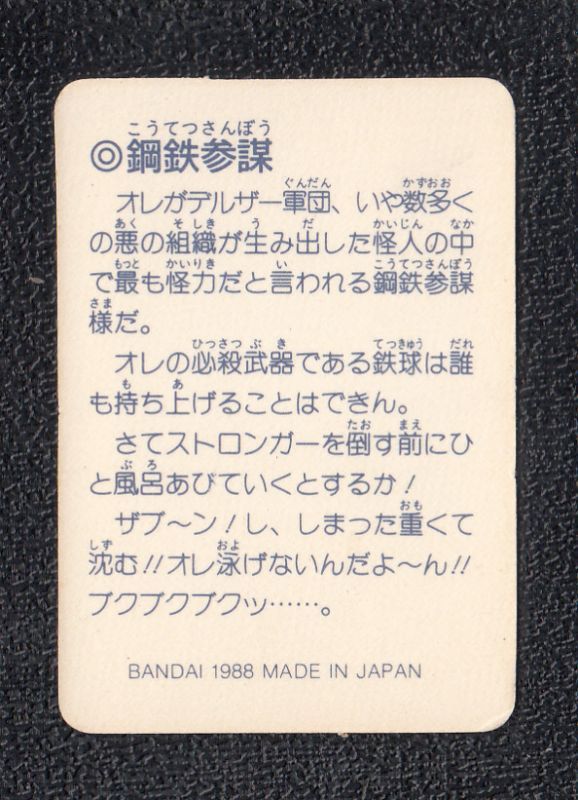 こうてつさんぼう
◎鋼鉄参謀
ぐんだん かずおお
オレがデルザー軍団、いや数多く
あく そしき う だ かいじん なか
の悪の組織が生み出した怪人の中
もっと かいりき い こうてつさんぼう
で最も怪力だと言われる鋼鉄参謀
さま
様だ。
ひっさつぶき てっきゅう だれ
オレの必殺武器である鉄球は誰
も あ
も持ち上げることはできん。
たお まえ
さてストロンガーを倒す前にひ
ぶろ
と風呂あびていくとするか!
おも
ザブ〜ン!し、しまった重くて
しず およ
沈む!!オレ泳げないんだよ〜ん!!
ブクブクブクッ……。
BANDAI 1988 MADE IN JAPAN